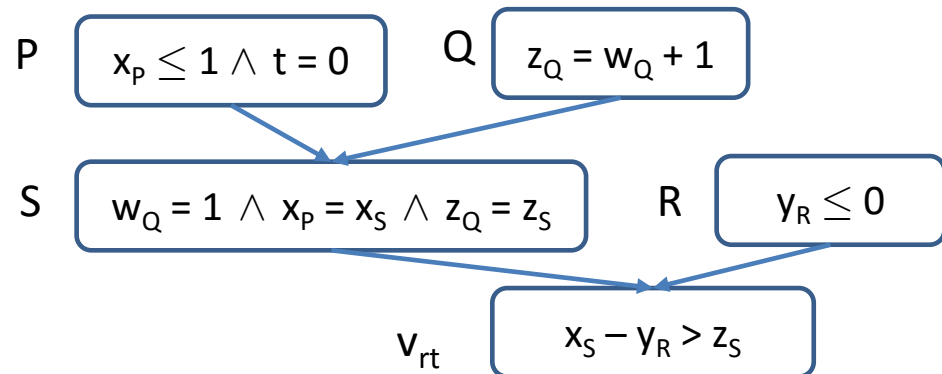 P
x_P ≤ 1 ∧ t = 0
Q
z_Q = w_Q + 1
S
w_Q = 1 ∧ x_P = x_S ∧ z_Q = z_S
R
y_R ≤ 0
v_rt
x_S – y_R > z_S